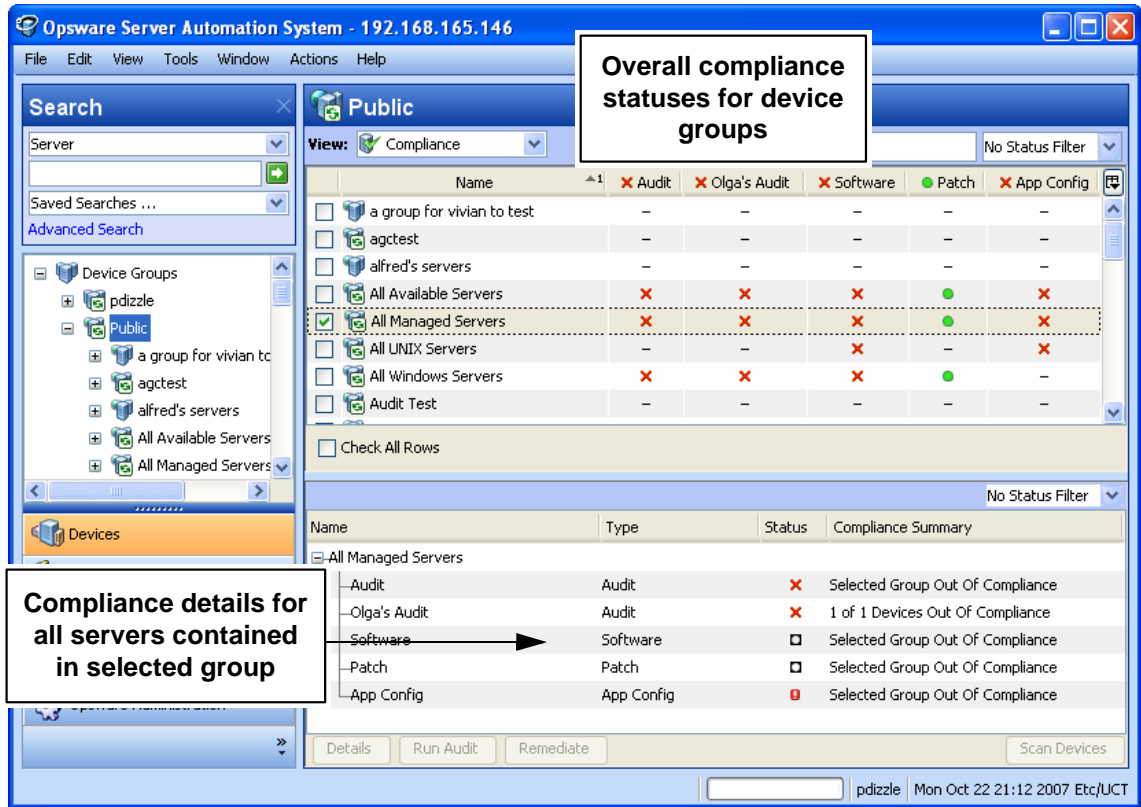 Opsware Server Automation System - 192.168.165.146
File Edit View Tools Window Actions Help
Overall compliance
statuses for device
groups
Search
Server
Saved Searches ...
Advanced Search
Device Groups
pdizzle
Public
a group for vivian to
agctest
alfred's servers
All Available Servers
All Managed Servers
Devices
Compliance details for
all servers contained
in selected group
Public
View: Compliance No Status Filter
Name 1 Audit Olga's Audit Software Patch App Config
a group for vivian to test – – – – –
agctest – – – – –
alfred's servers – – – – –
All Available Servers
All Managed Servers
All UNIX Servers – – –
All Windows Servers –
Audit Test – – – – –
Check All Rows
No Status Filter
Name Type Status Compliance Summary
All Managed Servers
Audit Audit Selected Group Out Of Compliance
Olga's Audit Audit 1 of 1 Devices Out Of Compliance
Software Software Selected Group Out Of Compliance
Patch Patch Selected Group Out Of Compliance
App Config App Config Selected Group Out Of Compliance
Details Run Audit Remediate Scan Devices
pdizzle Mon Oct 22 21:12 2007 Etc/UCT